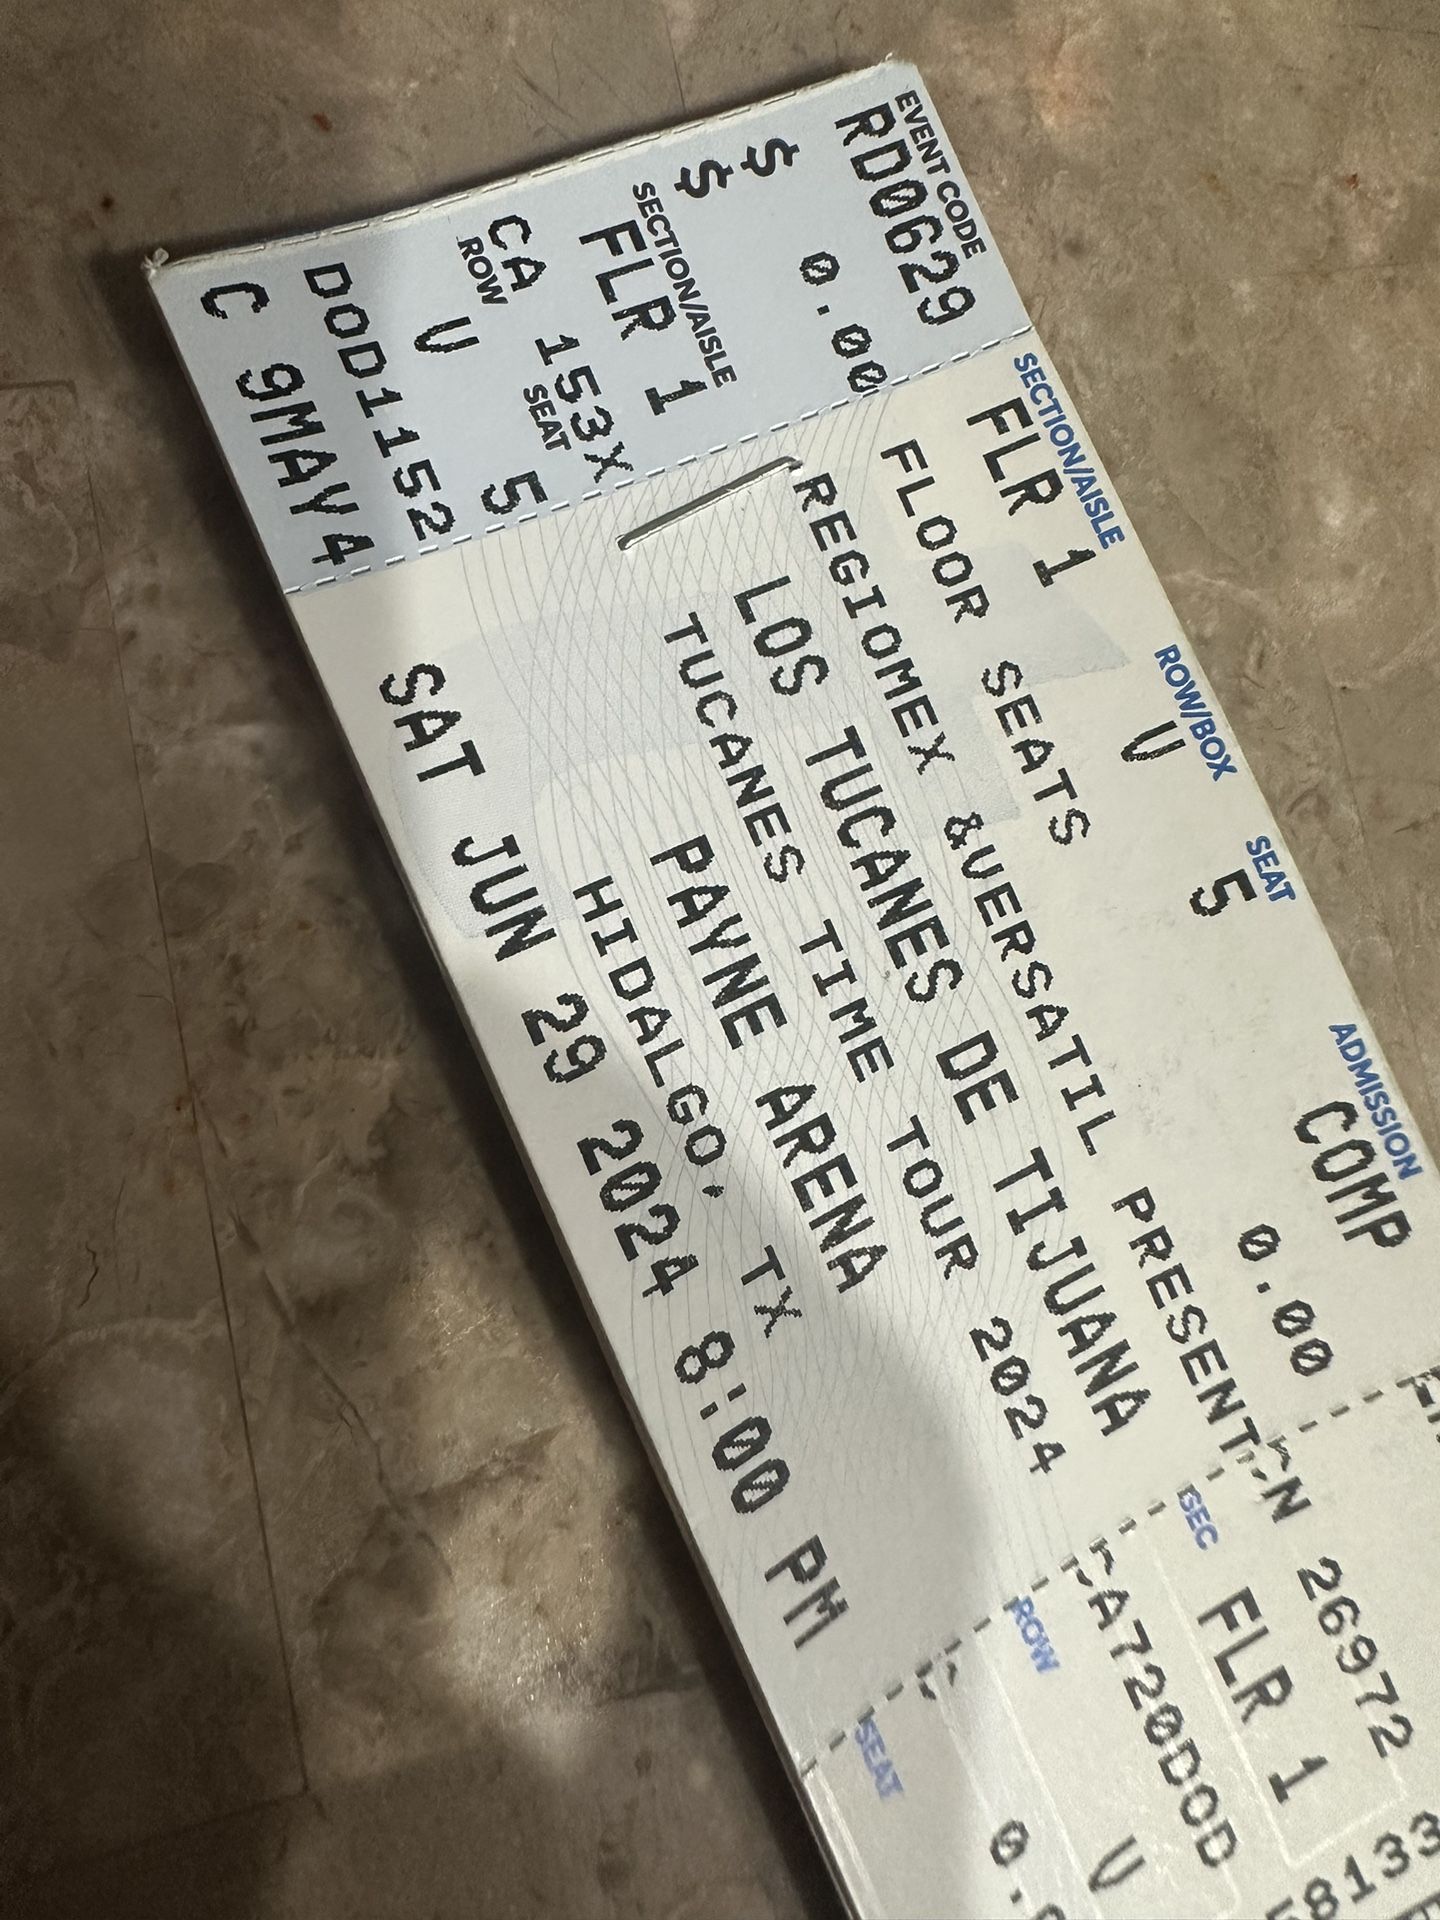 EVENT CODE
RD0629
$ 0.00
$
SECTION/AISLE
FLR 1
CA 153X
ROW SEAT
U 5
DOD1152
C 9MAY4
SECTION/AISLE ROW/BOX SEAT ADMISSION
FLR 1 U 5 COMP
FLOOR SEATS 0.00
REGIOMEX &VERSATIL PRESENT
LOS TUCANES DE TIJUANA
TUCANES TIME TOUR 2024
PAYNE ARENA
HIDALGO, TX
SAT JUN 29 2024 8:00 PM
CN 26972
SEC
FLR 1
A720DOD
ROW
U
SEAT